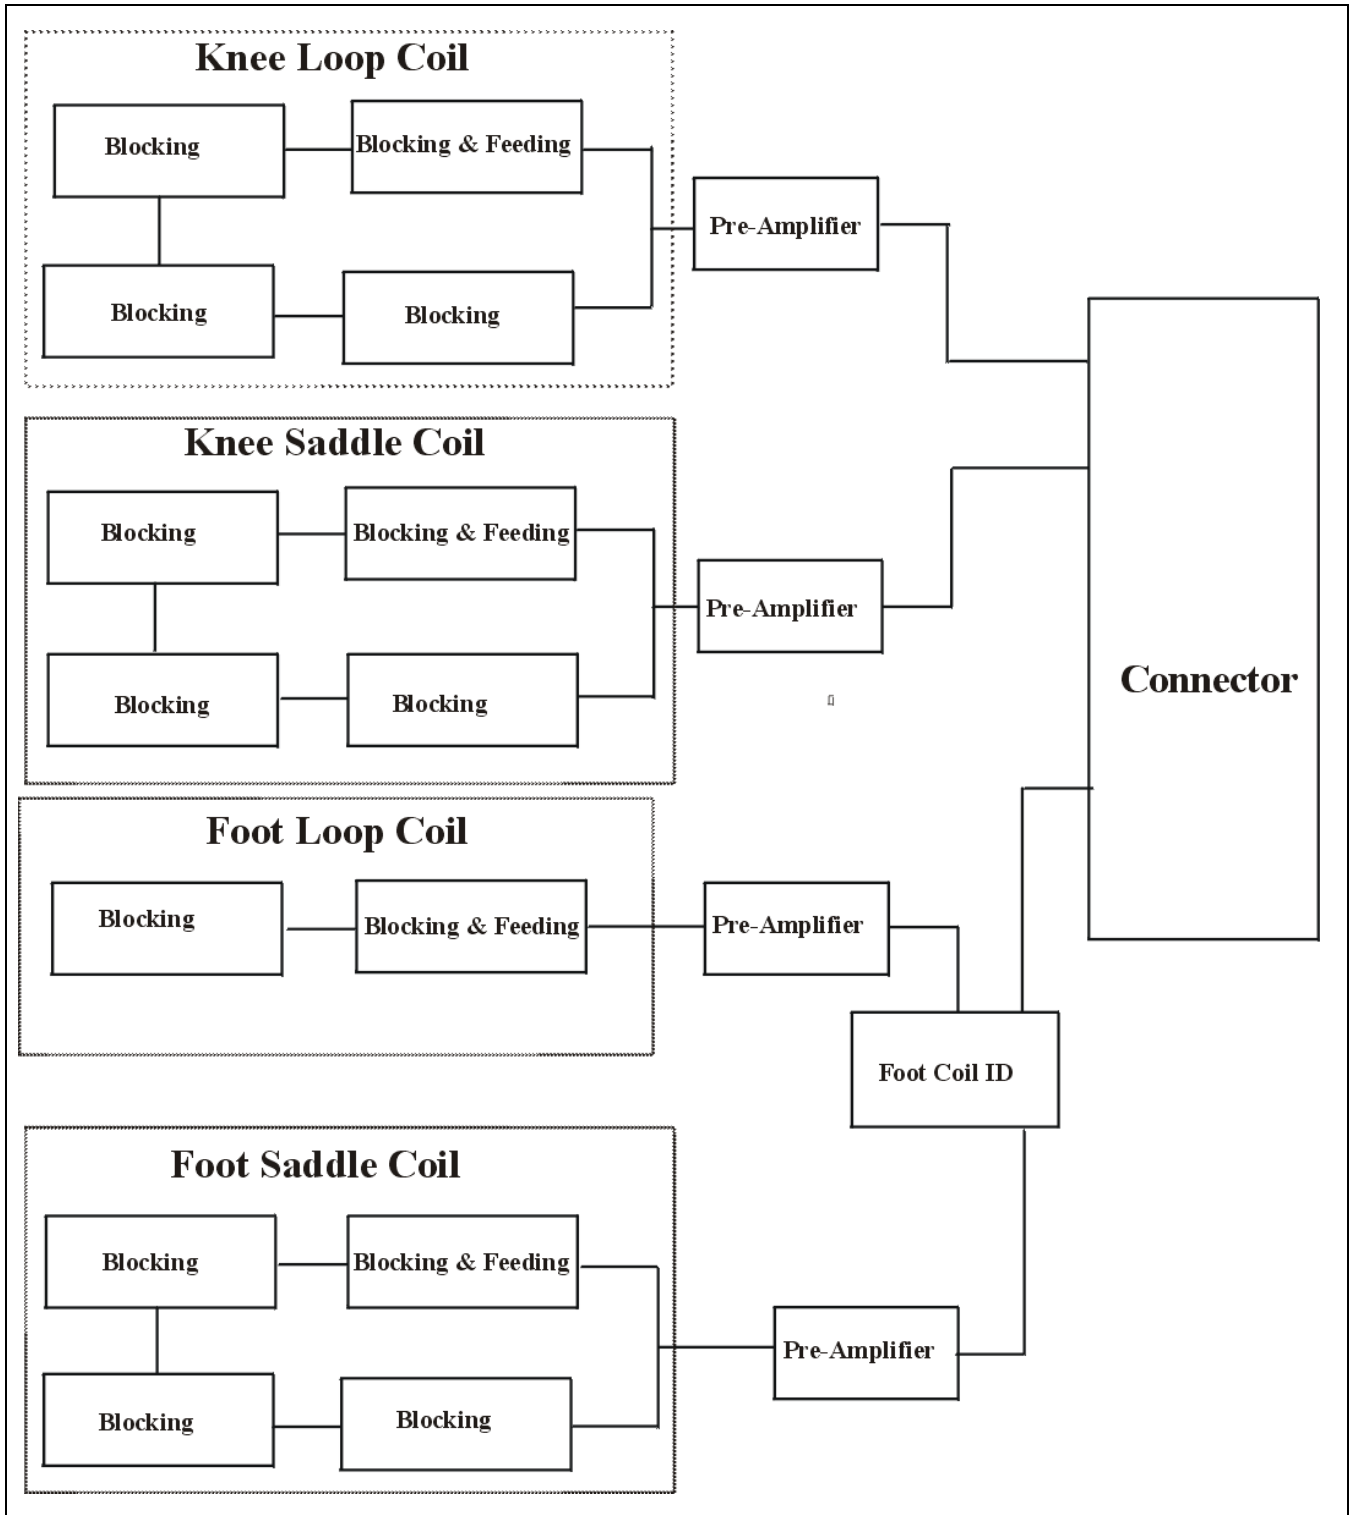 Knee Loop Coil
Blocking
Blocking & Feeding
Pre-Amplifier
Blocking
Blocking
Knee Saddle Coil
Blocking
Blocking & Feeding
Pre-Amplifier
Blocking
Blocking
Connector
Foot Loop Coil
Blocking
Blocking & Feeding
Pre-Amplifier
Foot Coil ID
Foot Saddle Coil
Blocking
Blocking & Feeding
Pre-Amplifier
Blocking
Blocking